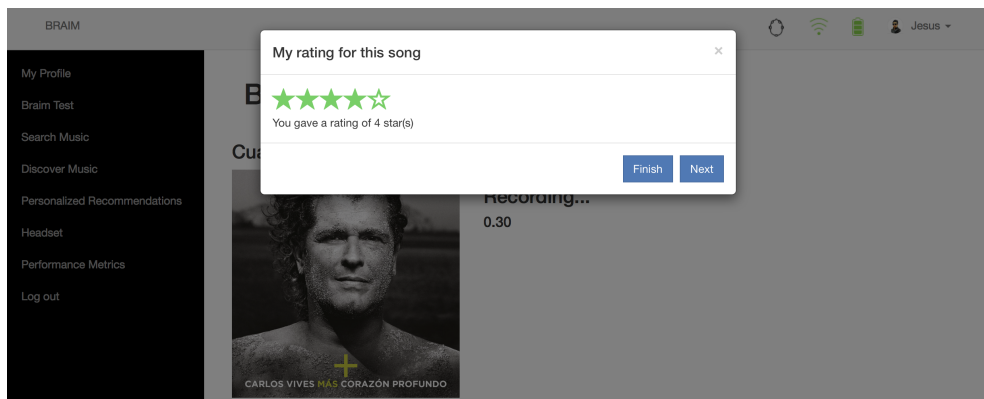 BRAIM
Jesus
My rating for this song
×
My Profile
Braim Test
Search Music
Discover Music
Personalized Recommendations
Headset
Performance Metrics
Log out
B
You gave a rating of 4 star(s)
Cua
Finish
Next
Recording...
0.30
CARLOS VIVES MÁS CORAZÓN PROFUNDO